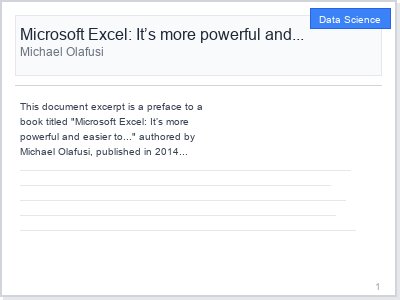 Data Science
Microsoft Excel: It’s more powerful and...
Michael Olafusi
This document excerpt is a preface to a
book titled "Microsoft Excel: It's more
powerful and easier to..." authored by
Michael Olafusi, published in 2014...
1